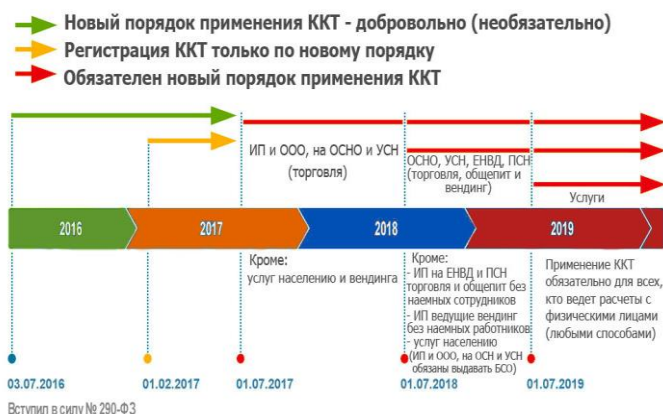 Новый порядок применения ККТ - добровольно (необязательно)
Регистрация ККТ только по новому порядку
Обязателен новый порядок применения ККТ
ИП и ООО, на ОСНО и УСН
(торговля)
ОСНО, УСН, ЕНВД, ПСН
(торговля, общепит и
вендинг)
Услуги
2016
2017
2018
2019
Кроме:
услуг населению и вендинга
Кроме:
- ИП на ЕНВД и ПСН
торговля и общепит без
наемных сотрудников
- ИП ведущие вендинг
без наемных работников
- услуг населению
(ИП и ООО, на ОСН и УСН
обязаны выдавать БСО)
Применение ККТ
обязательно для всех,
кто ведет расчеты с
физическими лицами
(любыми способами)
03.07.2016
01.02.2017
01.07.2017
01.07.2018
01.07.2019
Вступил в силу № 290-ФЗ